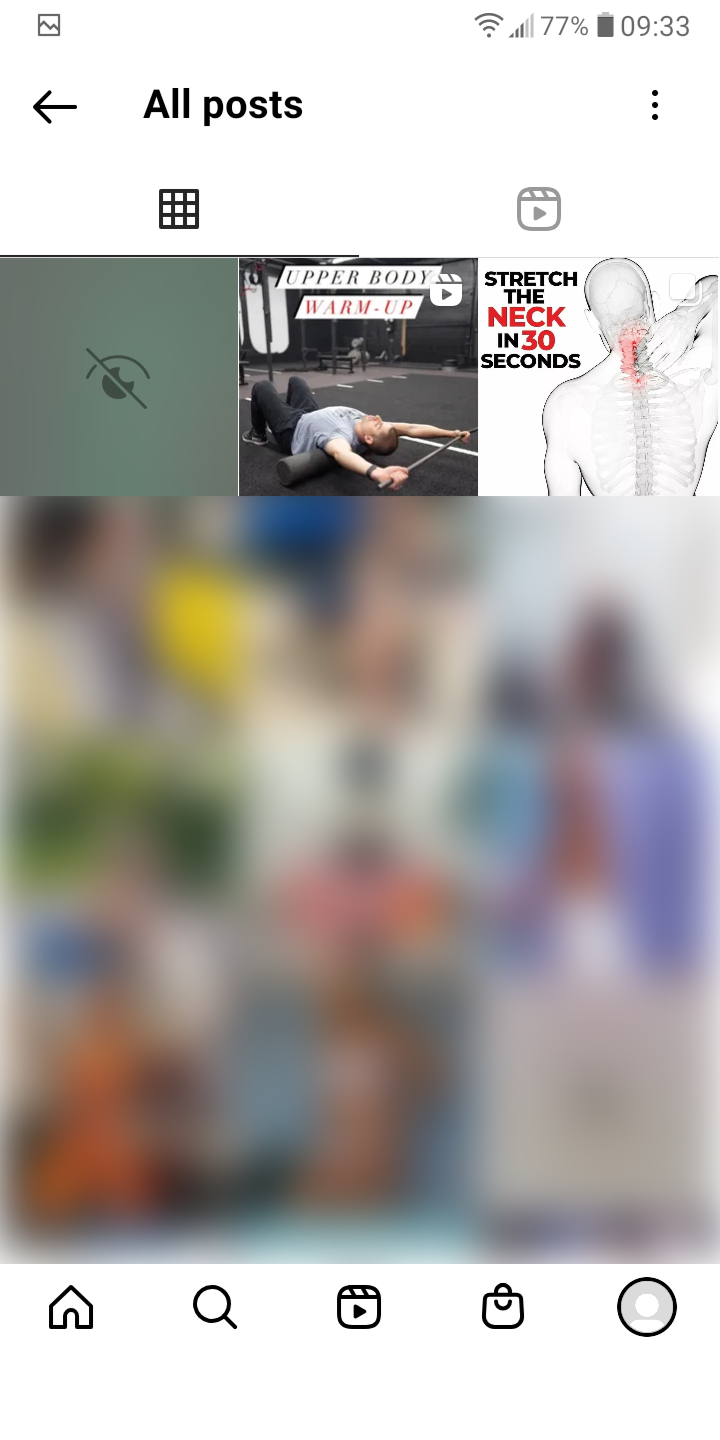 77% 09:33
All posts
UPPER BODY
WARM-UP
STRETCH
THE
NECK
IN 30
SECONDS